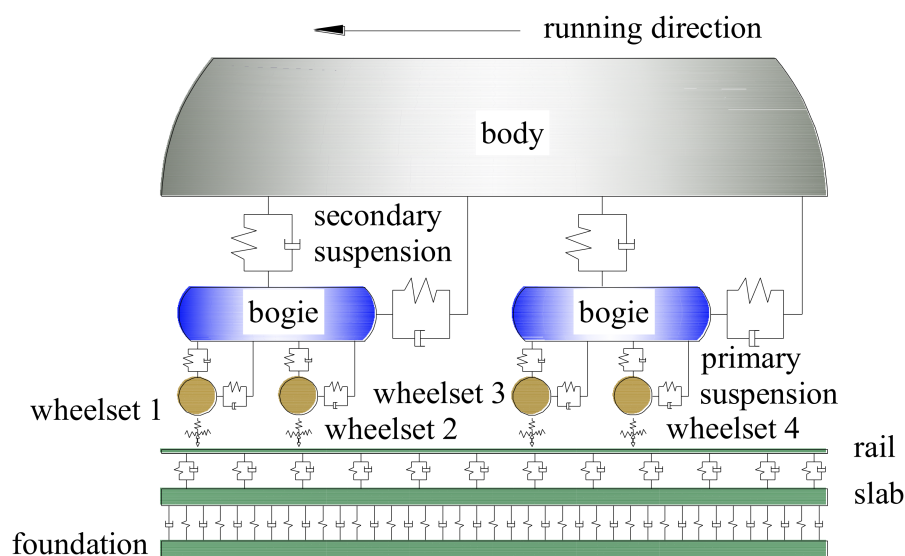 running direction
body
secondary
suspension
bogie
bogie
primary
suspension
wheelset 1
wheelset 2
wheelset 3
wheelset 4
rail
slab
foundation